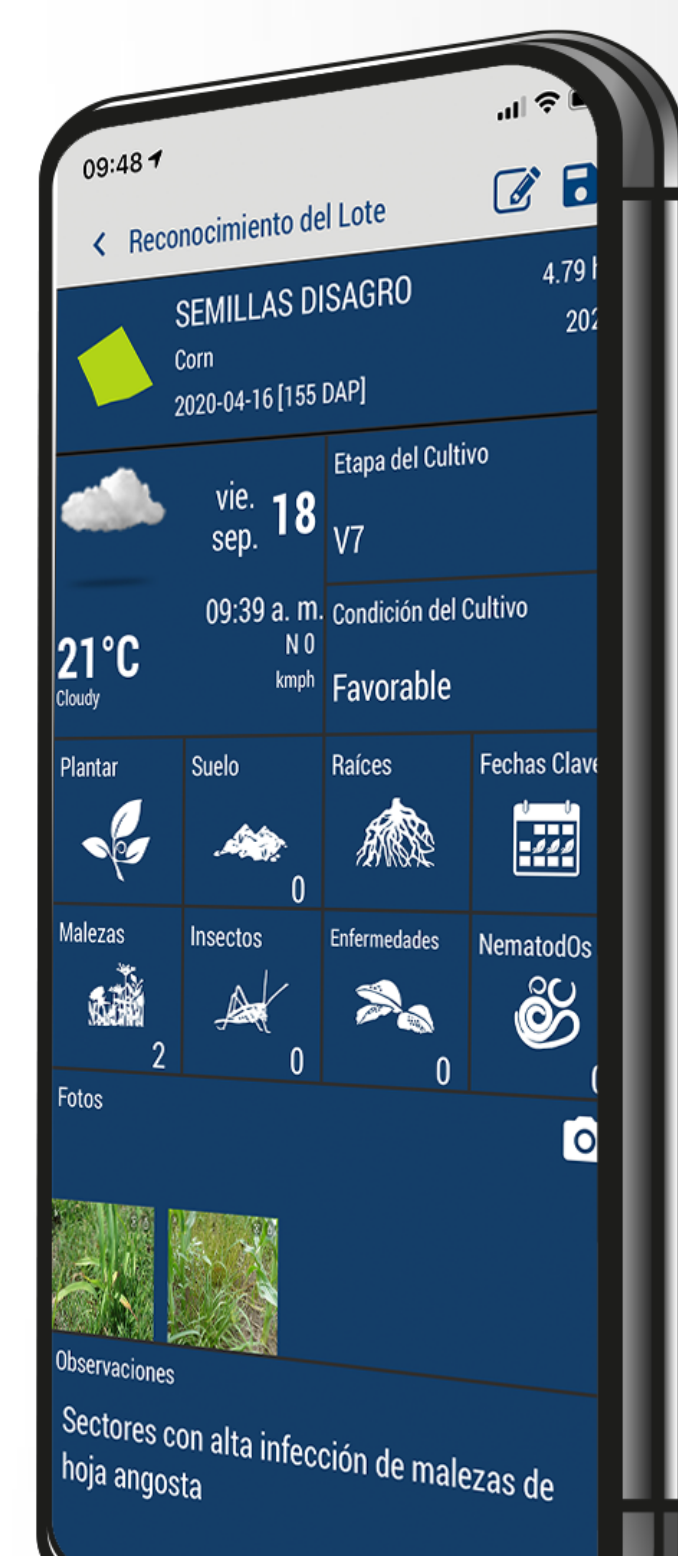 09:48
Reconocimiento del Lote
SEMILLAS DISAGRO
4.79
Corn
2020-04-16 [155 DAP]
vie.
sep.
18
Etapa del Cultivo
V7
09:39 a. m.
N 0
kmph
21°C
Cloudy
Condición del Cultivo
Favorable
Plantar
Suelo
0
Raíces
Fechas Clave
Malezas
2
Insectos
0
Enfermedades
0
NematodOs
Fotos
Observaciones
Sectores con alta infección de malezas de
hoja angosta